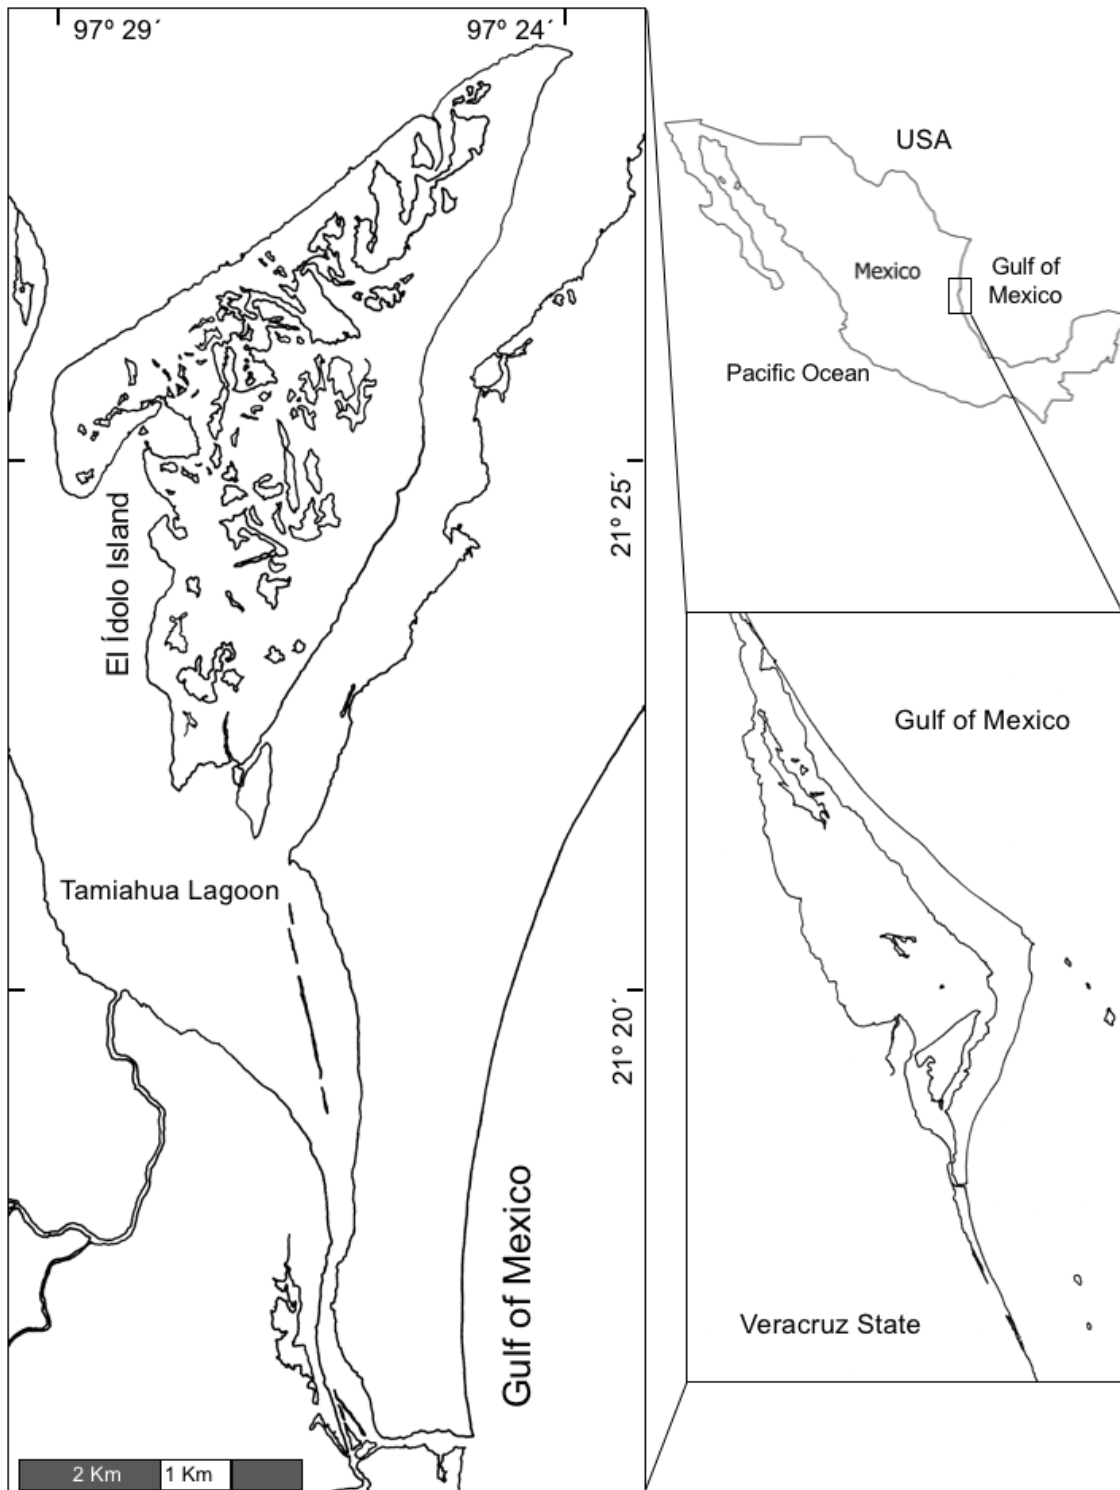 97º 29´
97º 24´
El Ídolo Island
21º 25´
Tamiahua Lagoon
21º 20´
Gulf of Mexico
2 Km
1 Km
USA
Mexico
Gulf of
Mexico
Pacific Ocean
Gulf of Mexico
Veracruz State